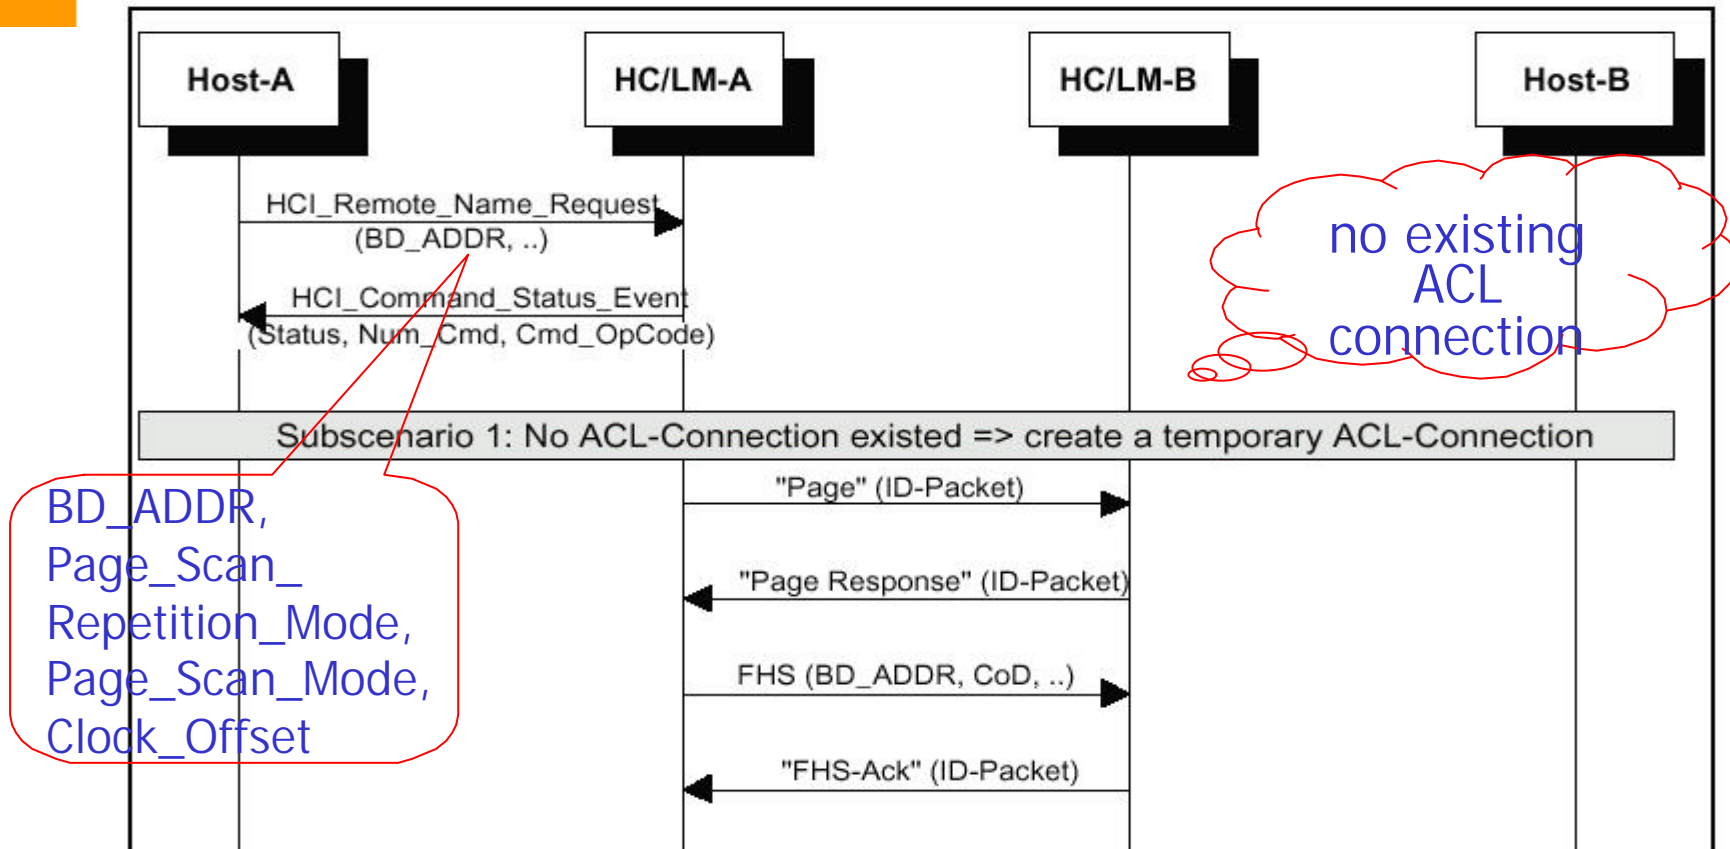 Host-A
HC/LM-A
HC/LM-B
Host-B
HCI_Remote_Name_Request
(BD_ADDR, ..)
HCI_Command_Status_Event
(Status, Num_Cmd, Cmd_OpCode)
no existing
ACL
connection
Subscenario 1: No ACL-Connection existed => create a temporary ACL-Connection
BD_ADDR,
Page_Scan_
Repetition_Mode,
Page_Scan_Mode,
Clock_Offset
"Page" (ID-Packet)
"Page Response" (ID-Packet)
FHS (BD_ADDR, CoD, ..)
"FHS-Ack" (ID-Packet)